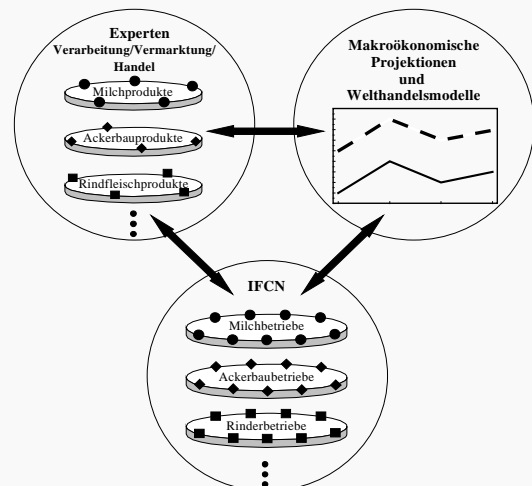 Experten
Verarbeitung/Vermarktung/
Handel
Milchprodukte
Ackerbauprodukte
Rindfleischprodukte
Makroökonomische
Projektionen
und
Welthandelsmodelle
IFCN
Milchbetriebe
Ackerbaubetriebe
Rinderbetriebe